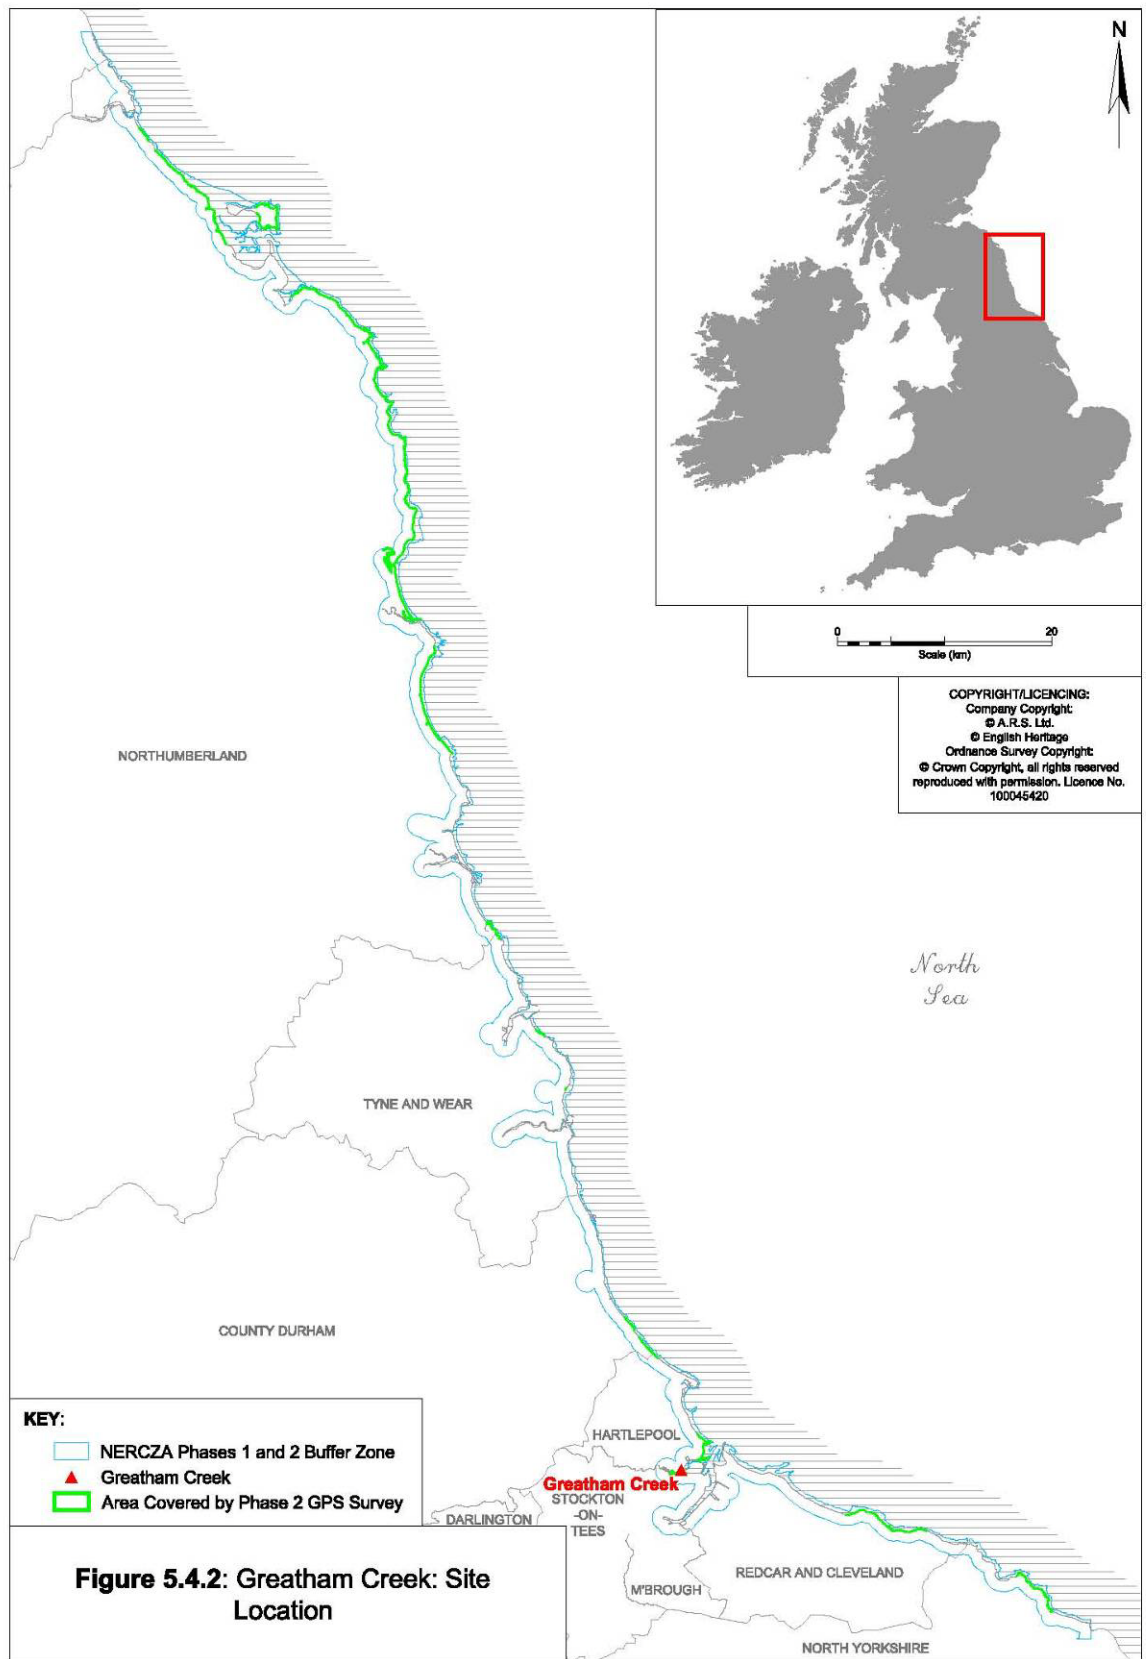 N
0 20
Scale (km)
COPYRIGHT/LICENCING:
Company Copyright:
© A.R.S. Ltd.
© English Heritage
Ordnance Survey Copyright:
© Crown Copyright, all rights reserved
reproduced with permission. Licence No.
100045420
NORTHUMBERLAND
North
Sea
TYNE AND WEAR
COUNTY DURHAM
HARTLEPOOL
Greatham Creek
STOCKTON
-ON-
TEES
DARLINGTON
M'BROUGH
REDCAR AND CLEVELAND
NORTH YORKSHIRE
KEY:
NERCZA Phases 1 and 2 Buffer Zone
Greatham Creek
Area Covered by Phase 2 GPS Survey
Figure 5.4.2: Greatham Creek: Site
Location